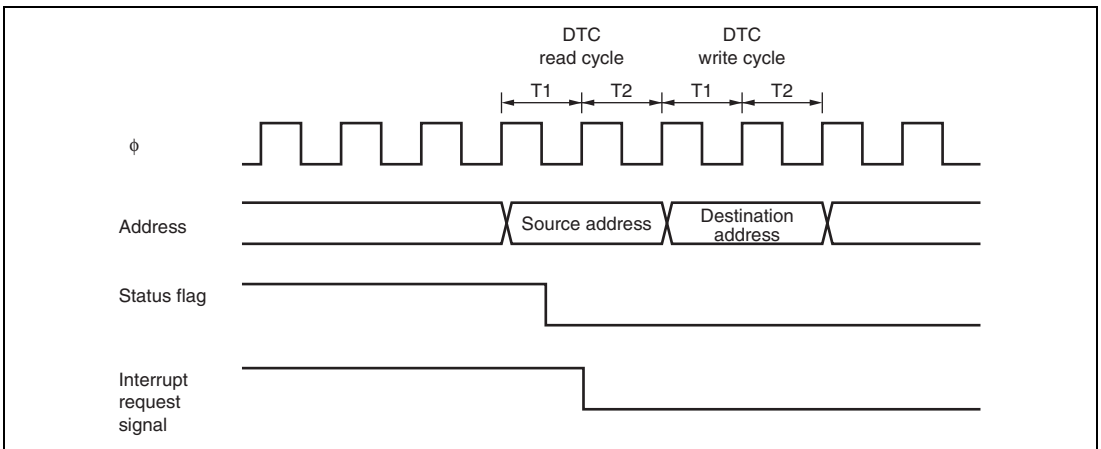 DTC
read cycle
DTC
write cycle
T1
T2
T1
T2
ϕ
Address
Source address
Destination
address
Status flag
Interrupt
request
signal